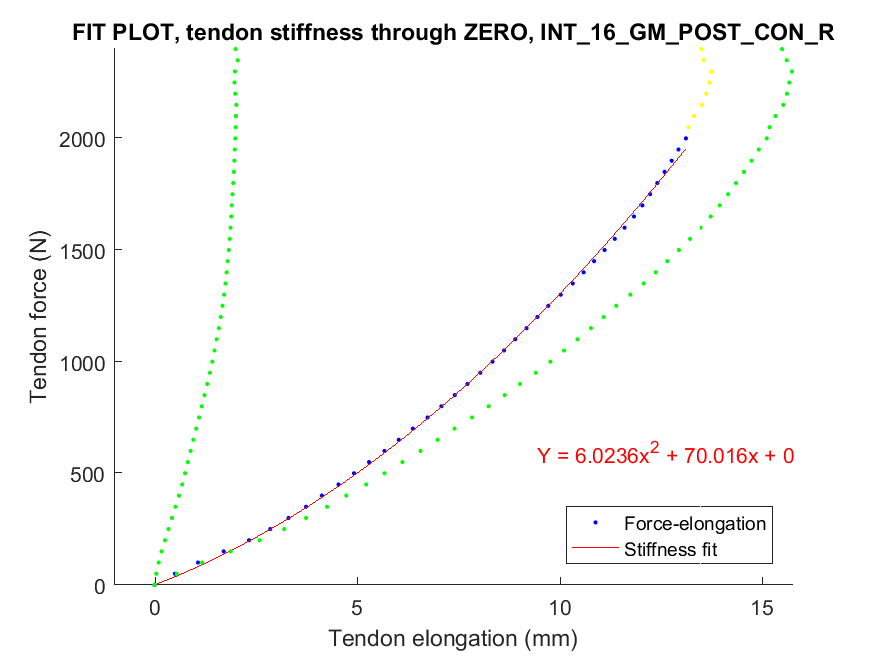 FIT PLOT, tendon stiffness through ZERO, INT_16_GM_POST_CON_R
Tendon force (N)
2000
1500
1000
500
0
Y = 6.0236x² + 70.016x + 0
Force-elongation
Stiffness fit
0 5 10 15
Tendon elongation (mm)